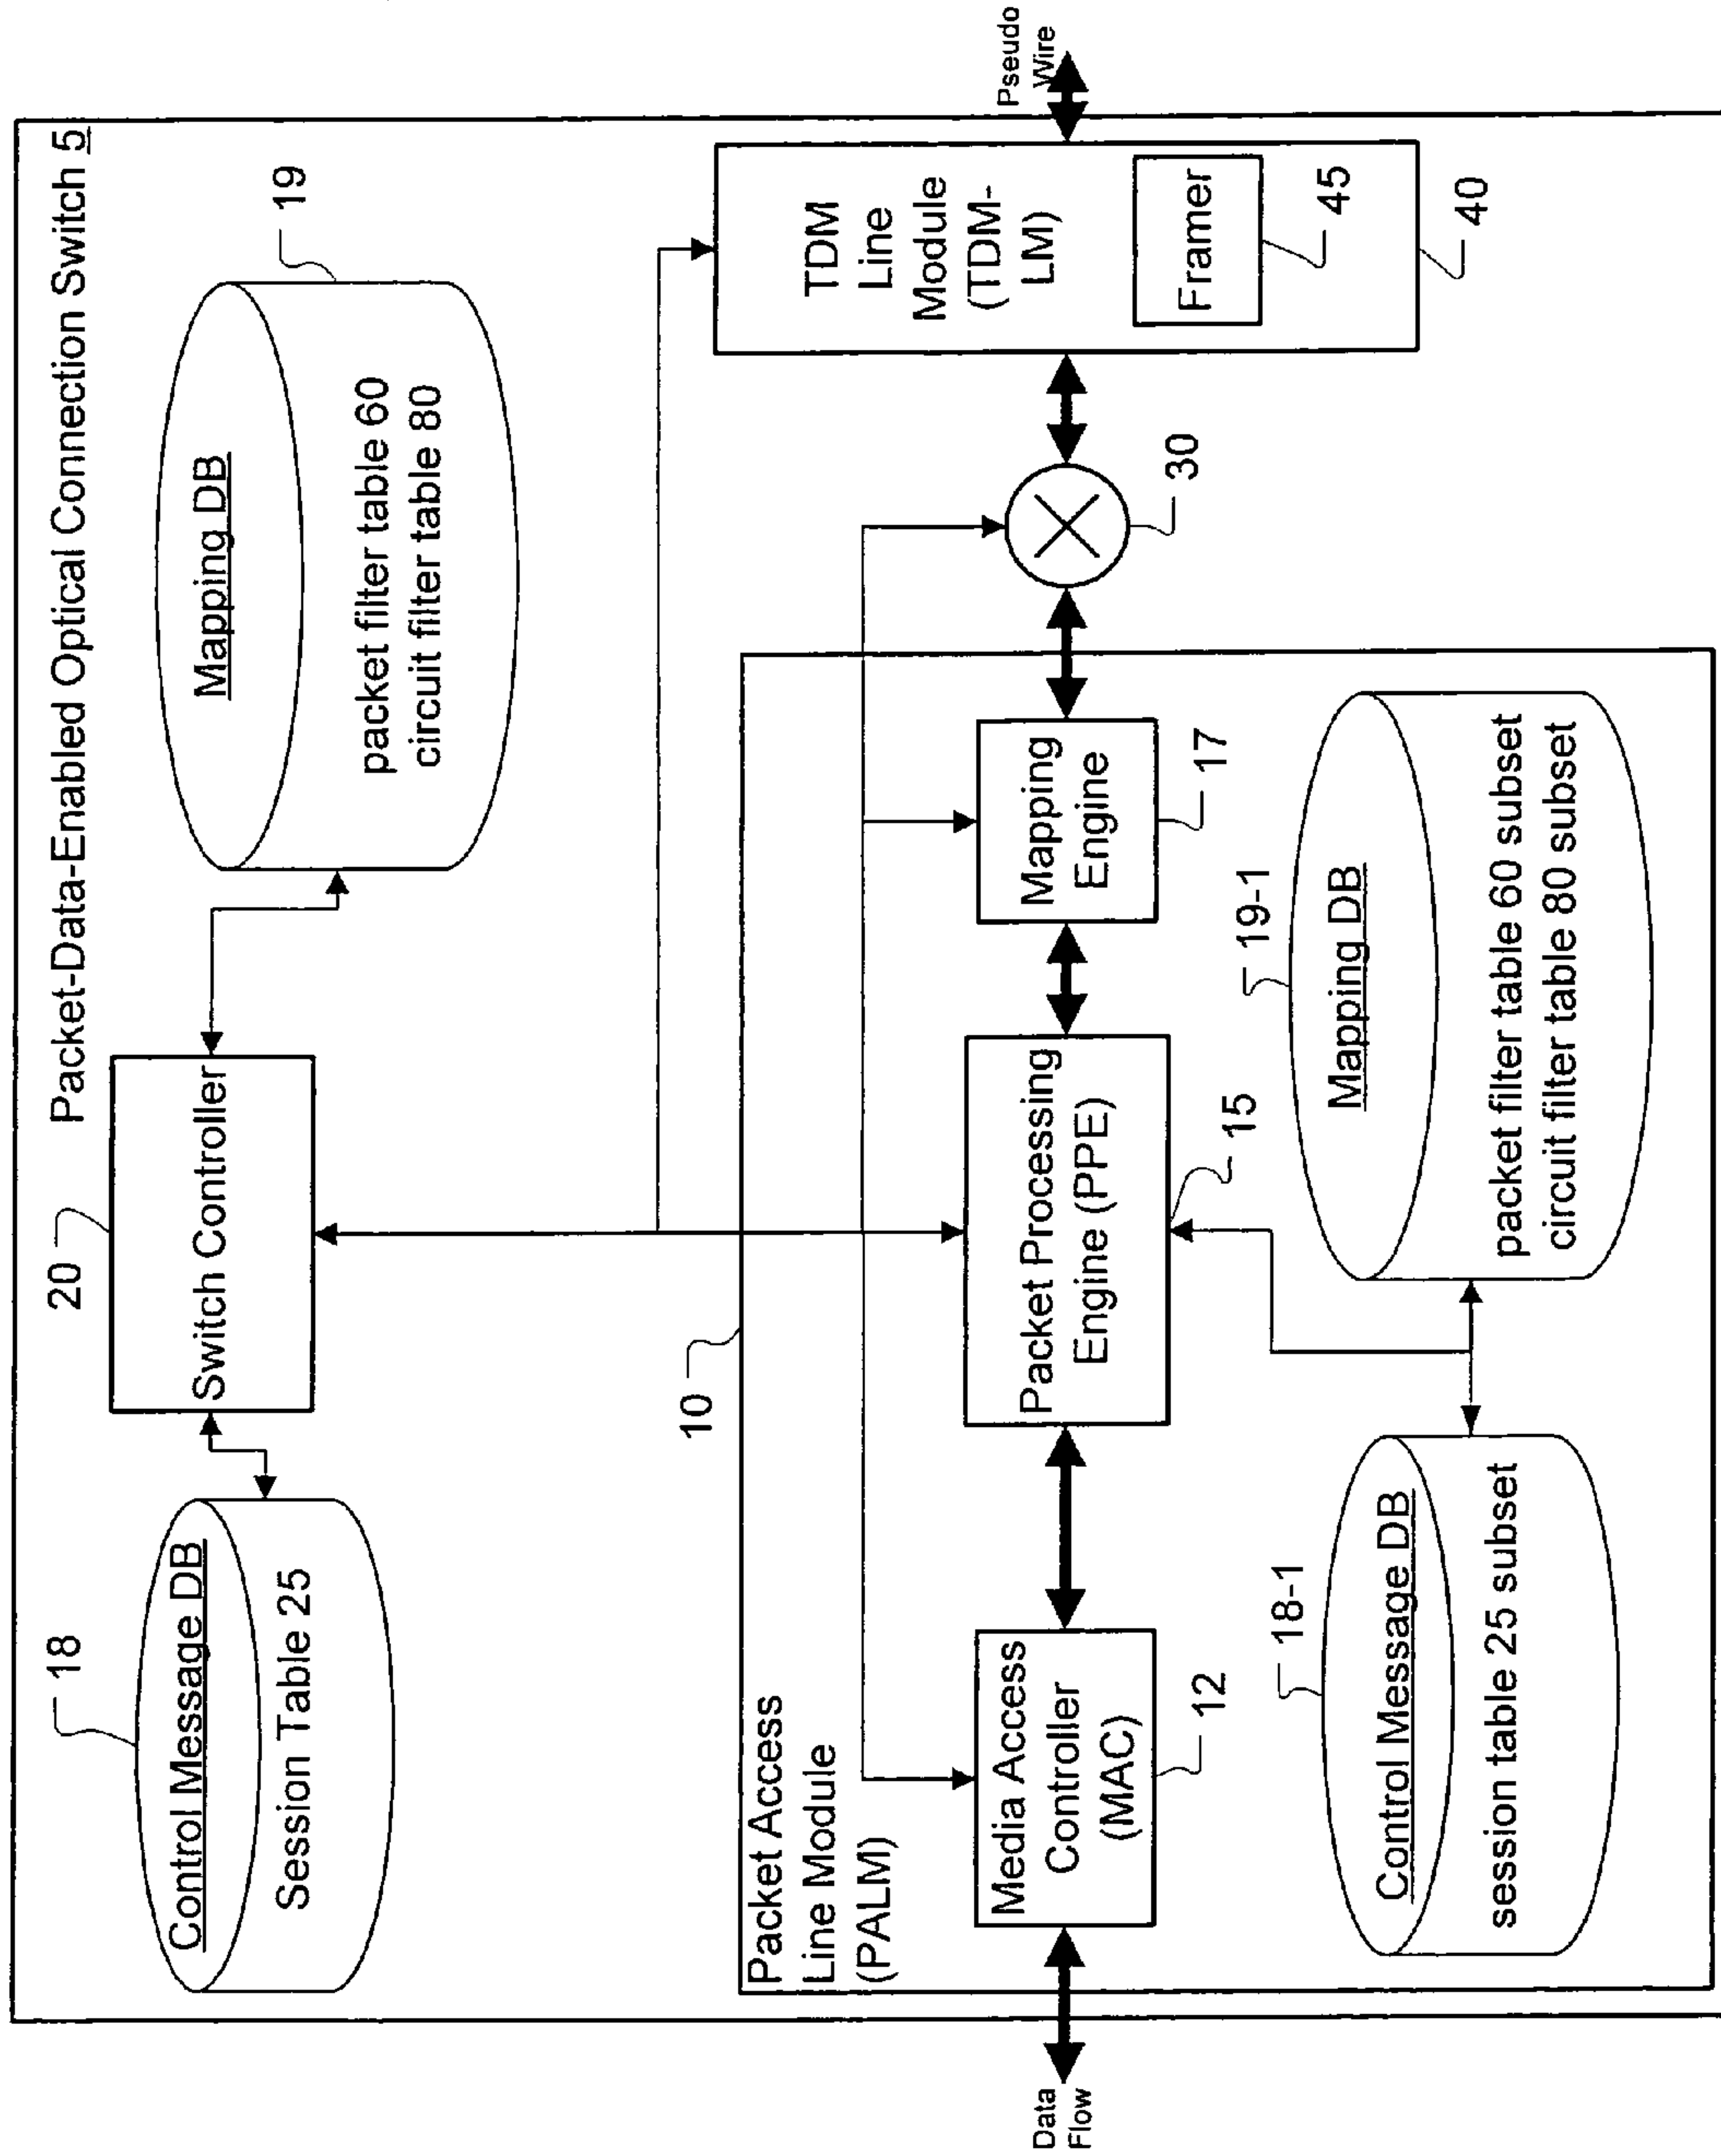 Packet-Data-Enabled Optical Connection Switch 5
18
Control Message DB
Session Table 25
20
Switch Controller
19
Mapping DB
packet filter table 60
circuit filter table 80
10
Packet Access
Line Module
(PALM)
Data
Flow
Media Access
Controller
(MAC)
12
Packet Processing
Engine (PPE)
15
Mapping
Engine
17
30
TDM
Line
Module
(TDM-
LM)
Framer
45
40
Pseudo
Wire
18-1
Control Message DB
session table 25 subset
19-1
Mapping DB
packet filter table 60 subset
circuit filter table 80 subset